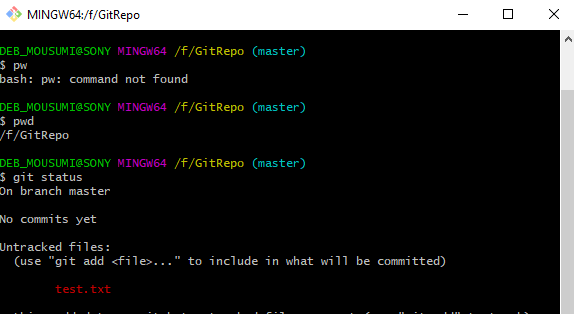 MINGW64:/f/GitRepo
DEB_MOUSUMI@SONY MINGW64 /f/GitRepo (master)
$ pw
bash: pw: command not found
DEB_MOUSUMI@SONY MINGW64 /f/GitRepo (master)
$ pwd
/f/GitRepo
DEB_MOUSUMI@SONY MINGW64 /f/GitRepo (master)
$ git status
On branch master
No commits yet
Untracked files:
(use "git add <file>..." to include in what will be committed)
test.txt